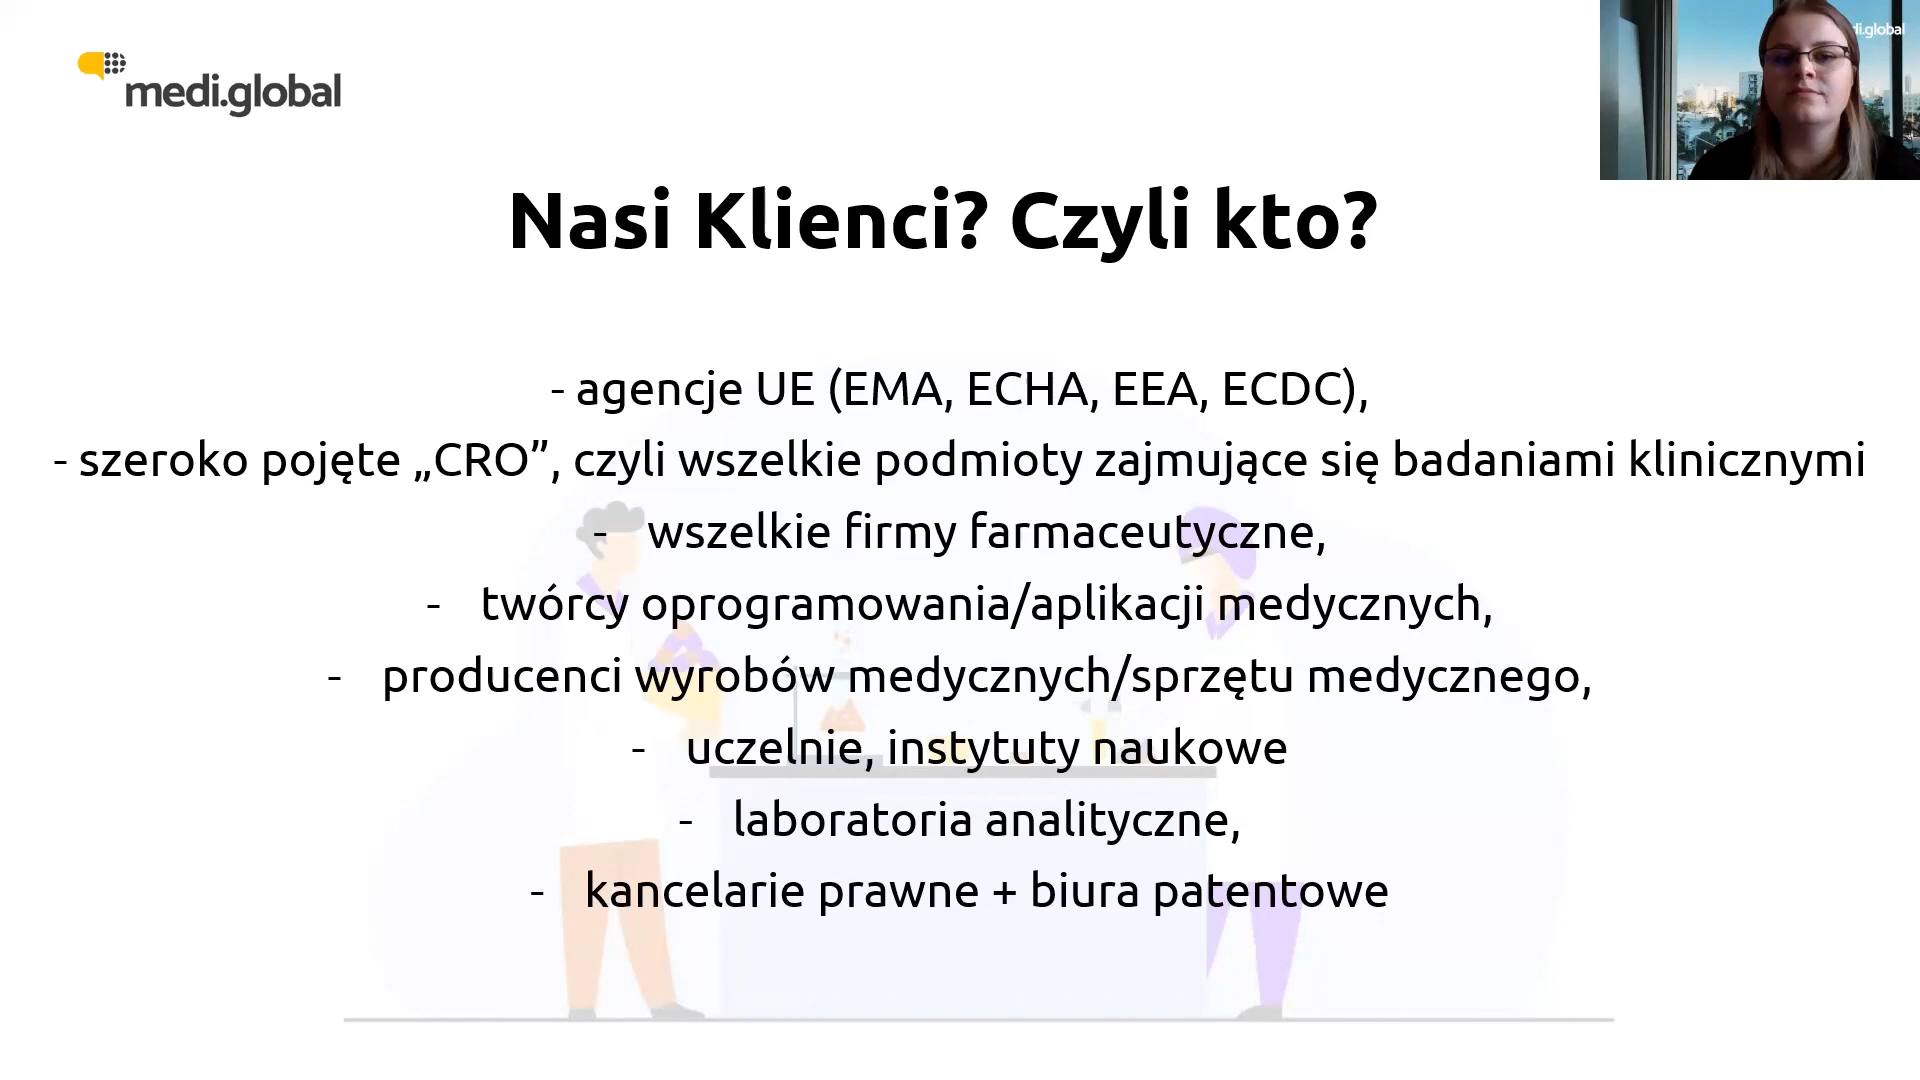 medi.global
di.global
Nasi Klienci? Czyli kto?
- agencje UE (EMA, ECHA, EEA, ECDC),
- szeroko pojęte „CRO”, czyli wszelkie podmioty zajmujące się badaniami klinicznymi
- wszelkie firmy farmaceutyczne,
- twórcy oprogramowania/aplikacji medycznych,
- producenci wyrobów medycznych/sprzętu medycznego,
- uczelnie, instytuty naukowe
- laboratoria analityczne,
- kancelarie prawne + biura patentowe